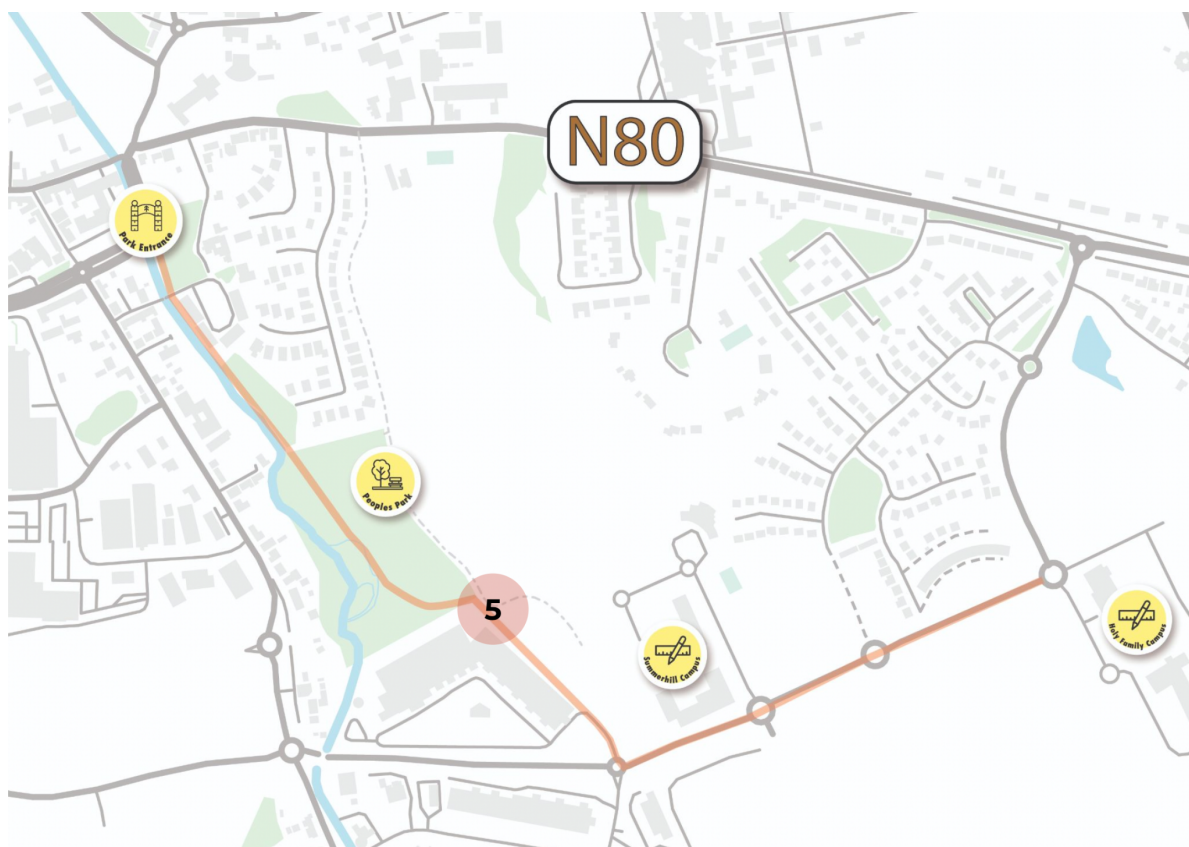 N80
Park Entrance
Peoples Park
5
Summerhill Campus
Holy Family Campus